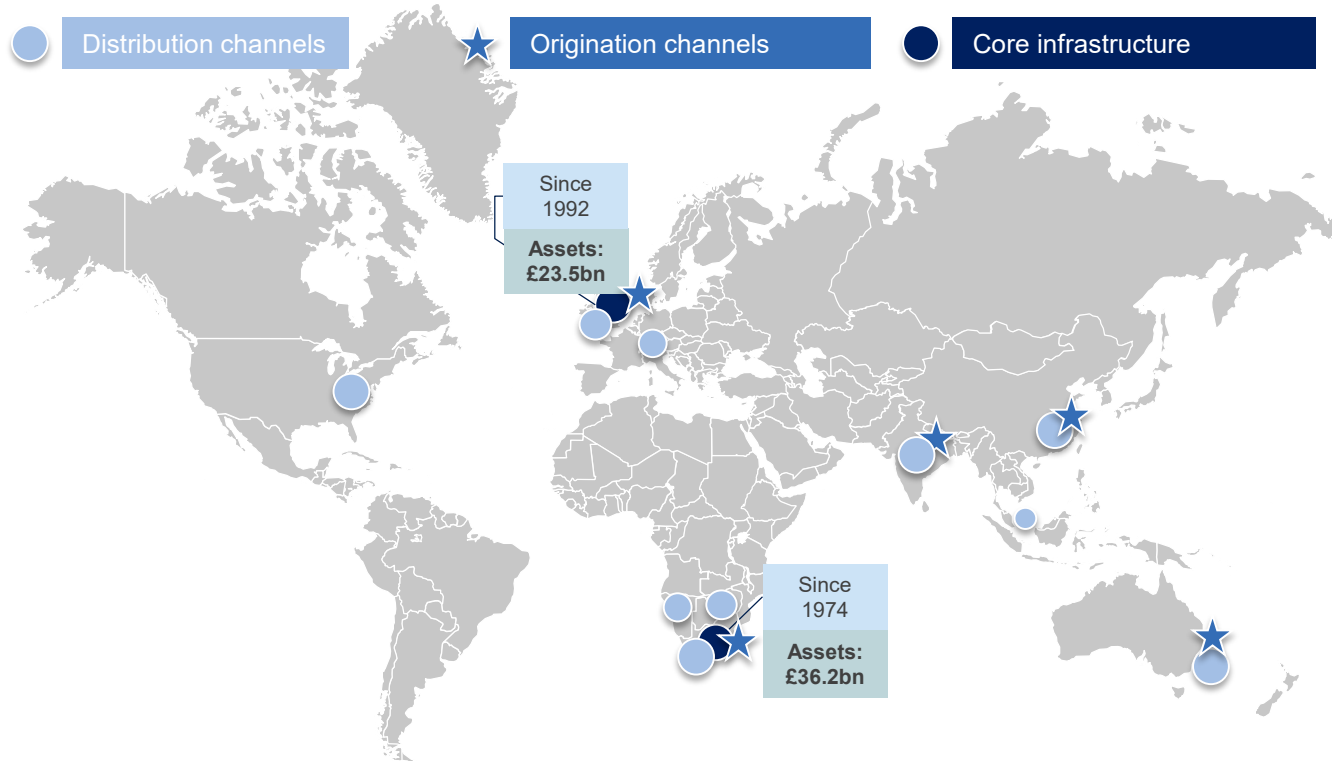 Distribution channels
Origination channels
Core infrastructure
Since
1992
Assets:
£23.5bn
Since
1974
Assets:
£36.2bn